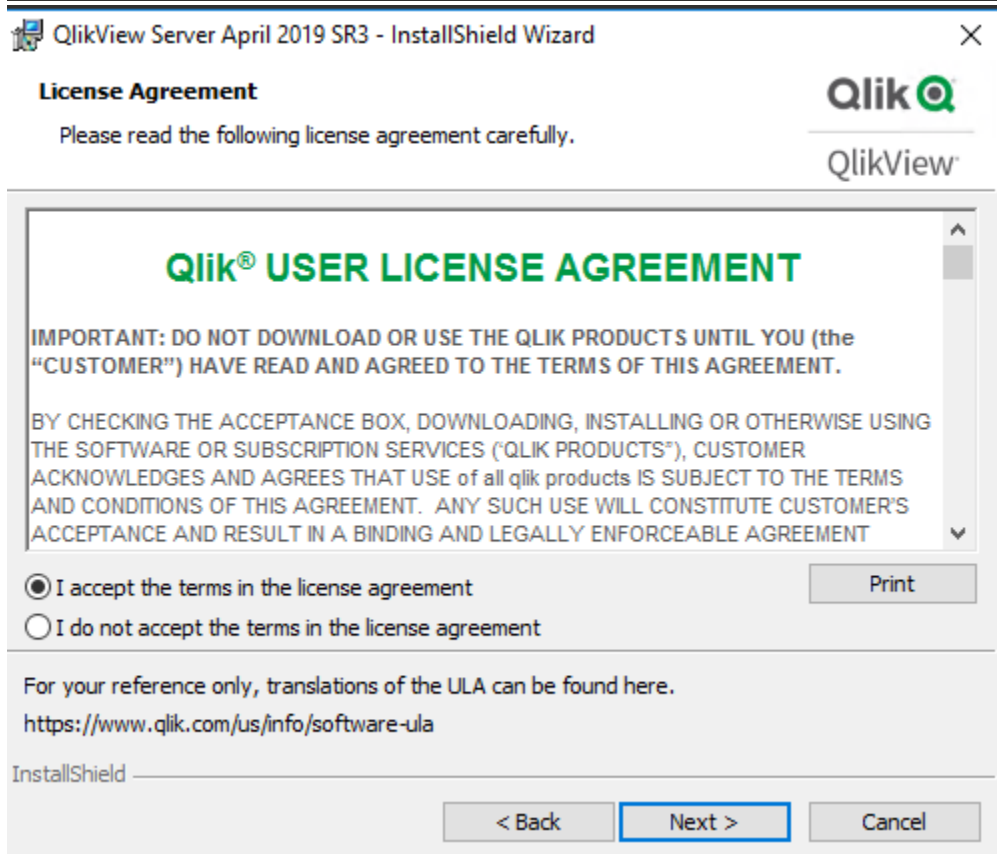 QlikView Server April 2019 SR3 - InstallShield Wizard
License Agreement
Please read the following license agreement carefully.
Qlik
QlikView
Qlik® USER LICENSE AGREEMENT
IMPORTANT: DO NOT DOWNLOAD OR USE THE QLIK PRODUCTS UNTIL YOU (the
“CUSTOMER”) HAVE READ AND AGREED TO THE TERMS OF THIS AGREEMENT.
BY CHECKING THE ACCEPTANCE BOX, DOWNLOADING, INSTALLING OR OTHERWISE USING
THE SOFTWARE OR SUBSCRIPTION SERVICES (‘QLIK PRODUCTS”), CUSTOMER
ACKNOWLEDGES AND AGREES THAT USE of all qlik products IS SUBJECT TO THE TERMS
AND CONDITIONS OF THIS AGREEMENT.  ANY SUCH USE WILL CONSTITUTE CUSTOMER'S
ACCEPTANCE AND RESULT IN A BINDING AND LEGALLY ENFORCEABLE AGREEMENT
I accept the terms in the license agreement
Print
I do not accept the terms in the license agreement
For your reference only, translations of the ULA can be found here.
https://www.qlik.com/us/info/software-ula
InstallShield
< Back
Next >
Cancel